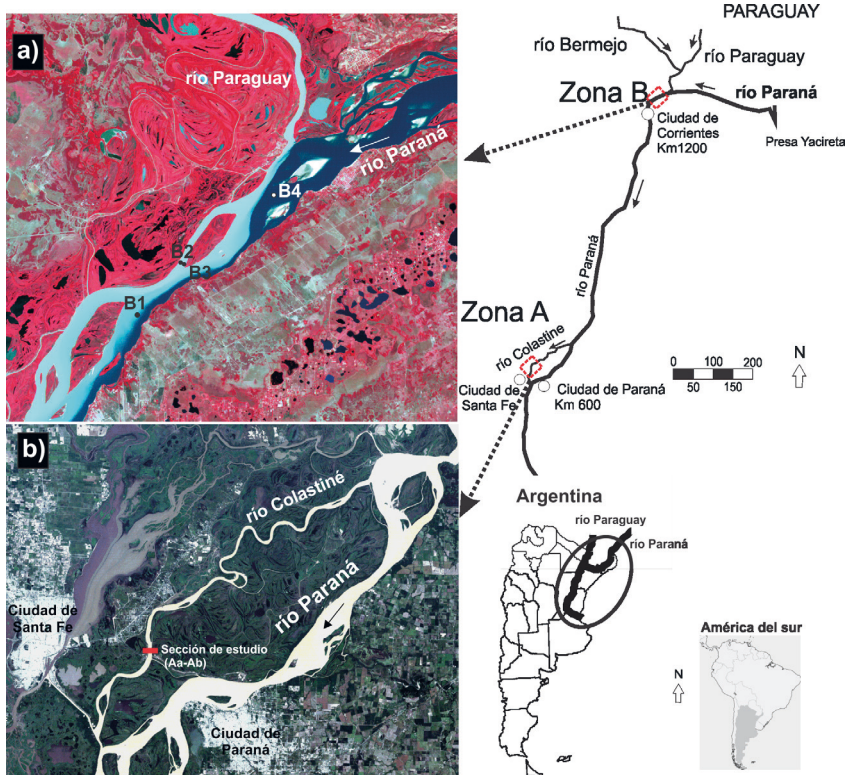 a)
río Paraguay
río Paraná
B4
B2
B3
B1
PARAGUAY
río Bermejo
río Paraguay
río Paraná
Zona B
Ciudad de
Corrientes
Km1200
Presa Yacireta
río Paraná
Zona A
río Colastine
Ciudad de
Santa Fe
Ciudad de Paraná
Km 600
0 100 200
50 150
N
b)
río Colastiné
río Paraná
Ciudad de
Santa Fe
Sección de estudio
(Aa-Ab)
Ciudad de
Paraná
Argentina
río Paraguay
río Paraná
N
América del sur